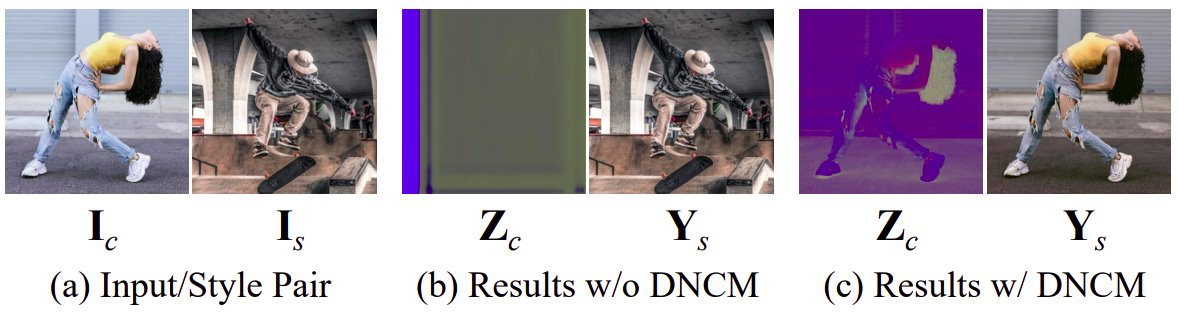 I_c I_s Z_c Y_s Z_c Y_s
(a) Input/Style Pair (b) Results w/o DNCM (c) Results w/ DNCM